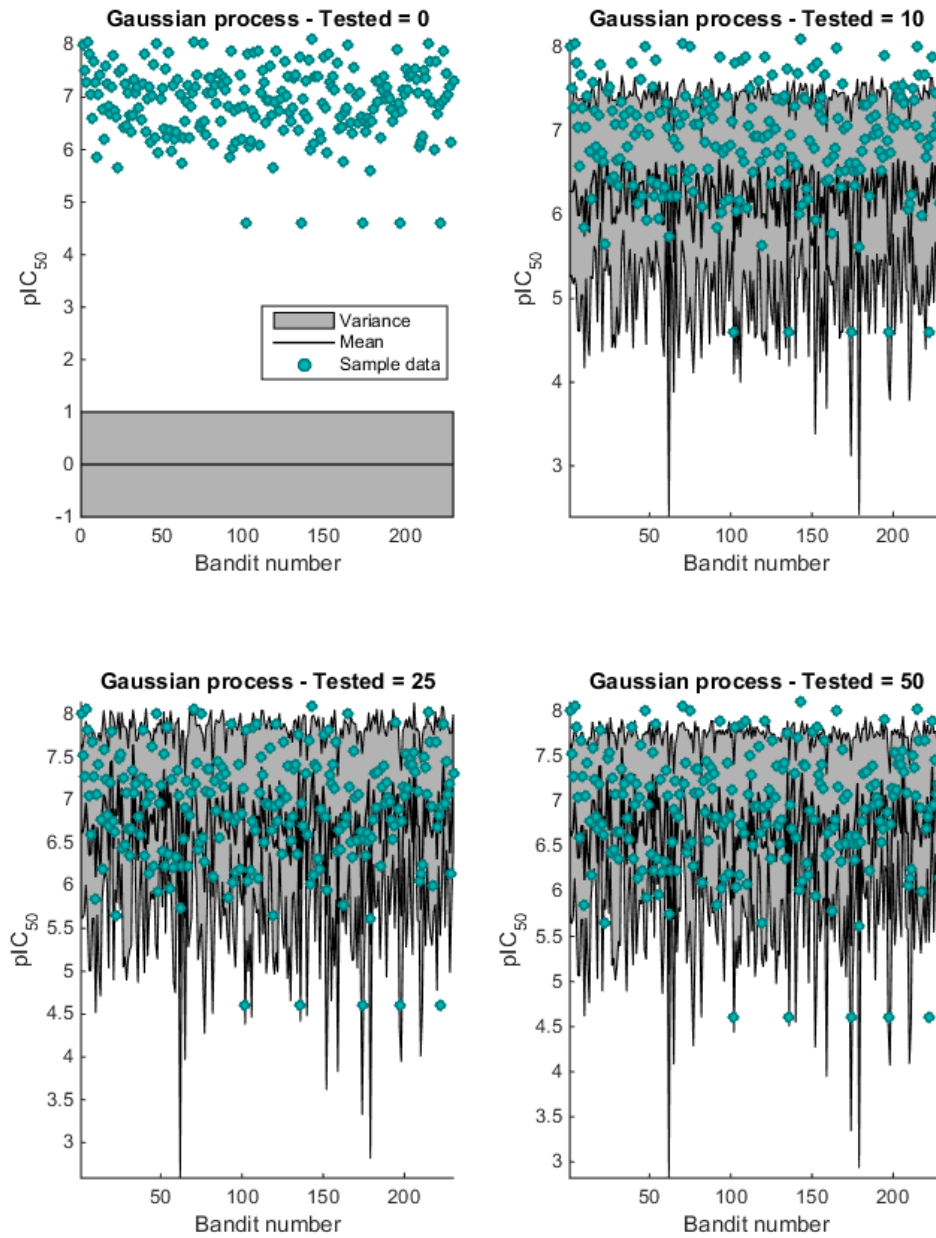 Gaussian process - Tested = 0
8
7
6
5
4
3
2
1
0
-1
pIC50
Variance
Mean
Sample data
0 50 100 150 200
Bandit number
Gaussian process - Tested = 10
8
7
6
5
4
3
pIC50
50 100 150 200
Bandit number
Gaussian process - Tested = 25
8
7.5
7
6.5
6
5.5
5
4.5
4
3.5
3
pIC50
50 100 150 200
Bandit number
Gaussian process - Tested = 50
8
7.5
7
6.5
6
5.5
5
4.5
4
3.5
3
pIC50
50 100 150 200
Bandit number